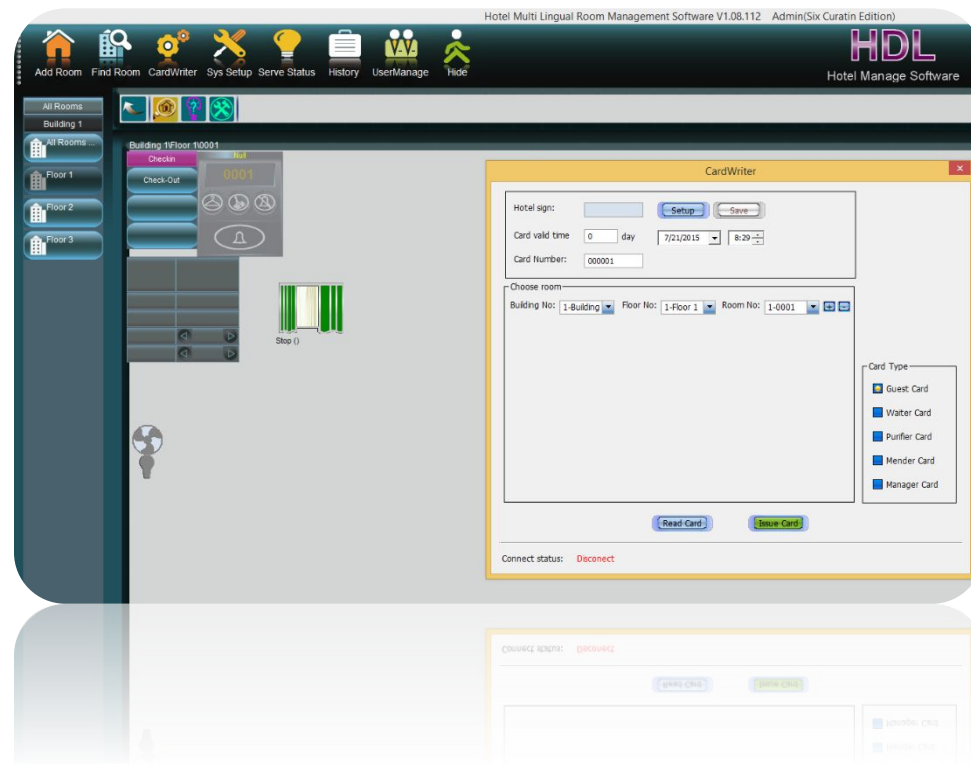 Hotel Multi Lingual Room Management Software V1.08.112 Admin(Six Curatin Edition)
Add Room Find Room CardWriter Sys Setup Serve Status History UserManage Hide
HDL
Hotel Manage Software
All Rooms
Building 1
All Rooms ...
Floor 1
Floor 2
Floor 3
Building 1\Floor 1\0001
Checkin
Check-Out
Null
0001
Stop ()
CardWriter
Hotel sign: Setup Save
Card valid time 0 day 7/21/2015 8:29
Card Number: 000001
Choose room
Building No: 1-Building Floor No: 1-Floor 1 Room No: 1-0001
Card Type
Guest Card
Waiter Card
Purifier Card
Mender Card
Manager Card
Read Card Issue Card
Connect status: Disconect